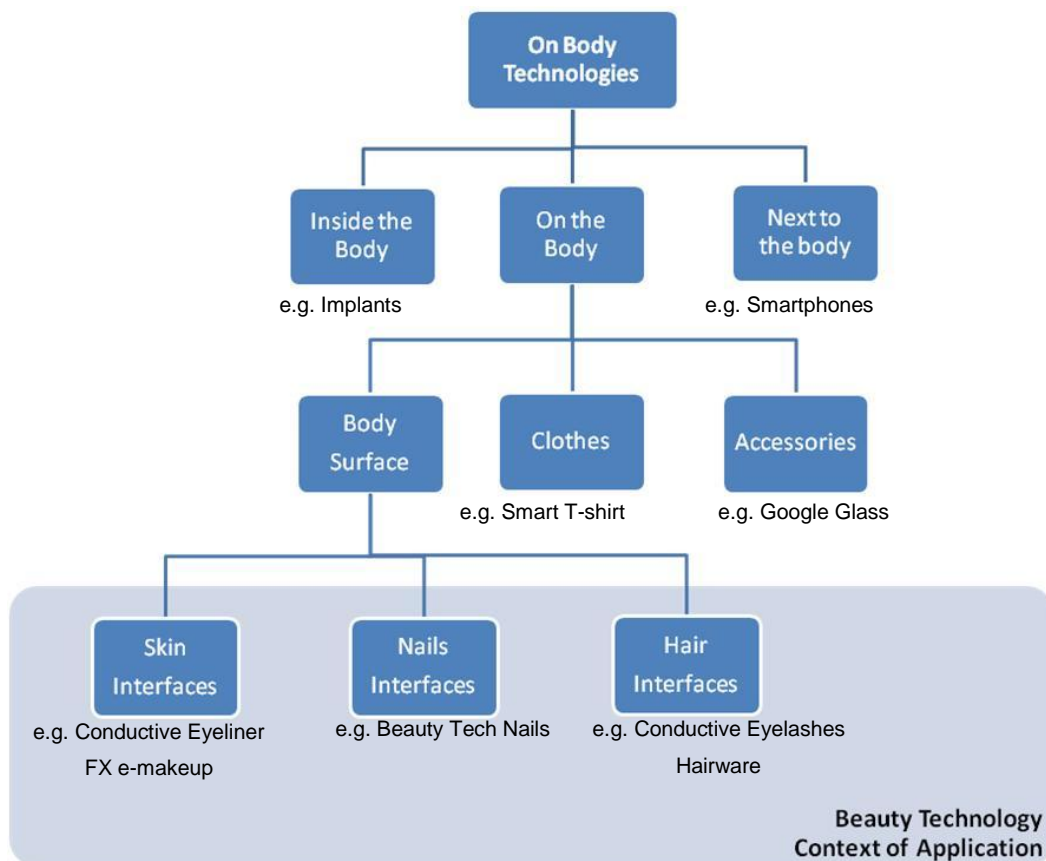 On Body
Technologies
Inside the
Body
On the
Body
Next to
the body
e.g. Implants
e.g. Smartphones
Body
Surface
Clothes
Accessories
e.g. Smart T-shirt
e.g. Google Glass
Skin
Interfaces
Nails
Interfaces
Hair
Interfaces
e.g. Conductive Eyeliner
FX e-makeup
e.g. Beauty Tech Nails
e.g. Conductive Eyelashes
Hairware
Beauty Technology
Context of Application